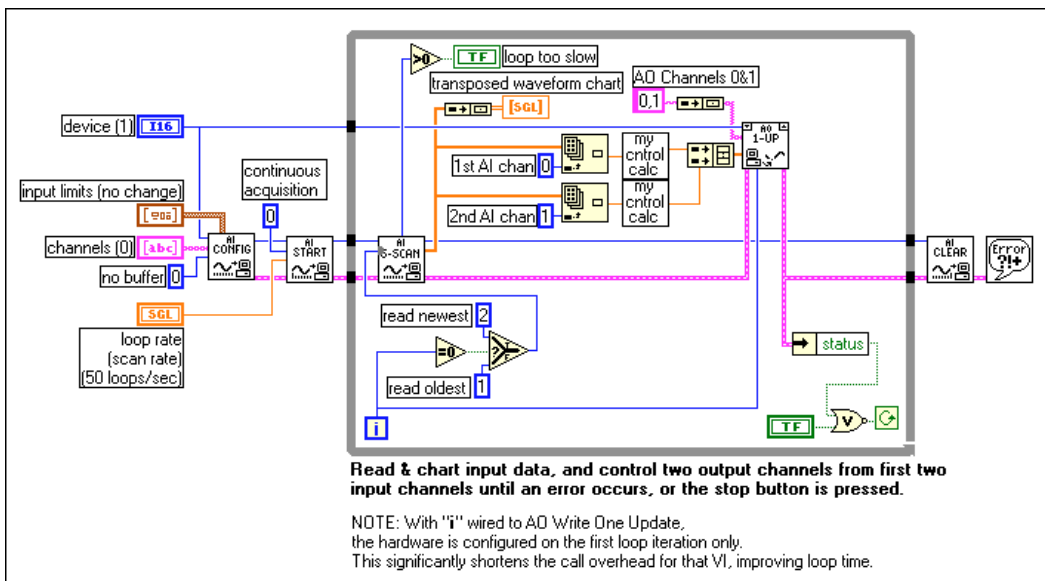 >0
TF
loop too slow
transposed waveform chart
[SGL]
AO Channels 0&1
0,1
device (1)
I16
AO
1-UP
1st AI chan
0
my
cntrol
calc
continuous
acquisition
0
input limits (no change)
2nd AI chan
1
my
cntrol
calc
channels (0)
[abc]
AI
CONFIG
AI
START
AI
S-SCAN
AI
CLEAR
Error
?!+
no buffer
0
SGL
loop rate
(scan rate)
(50 loops/sec)
read newest
2
=0
?
T
F
read oldest
1
status
i
TF
V
Read & chart input data, and control two output channels from first two
input channels until an error occurs, or the stop button is pressed.
NOTE: With "i" wired to AO Write One Update,
the hardware is configured on the first loop iteration only.
This significantly shortens the call overhead for that VI, improving loop time.